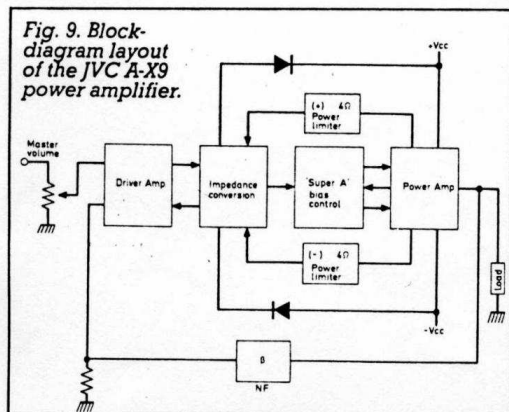 Fig. 9. Block-
diagram layout
of the JVC A-X9
power amplifier.
+Vcc
(+) 4Ω
Power
limiter
Master
volume
Driver Amp
Impedance
conversion
'Super A'
bias
control
Power Amp
(-) 4Ω
Power
limiter
Load
-Vcc
β
NF